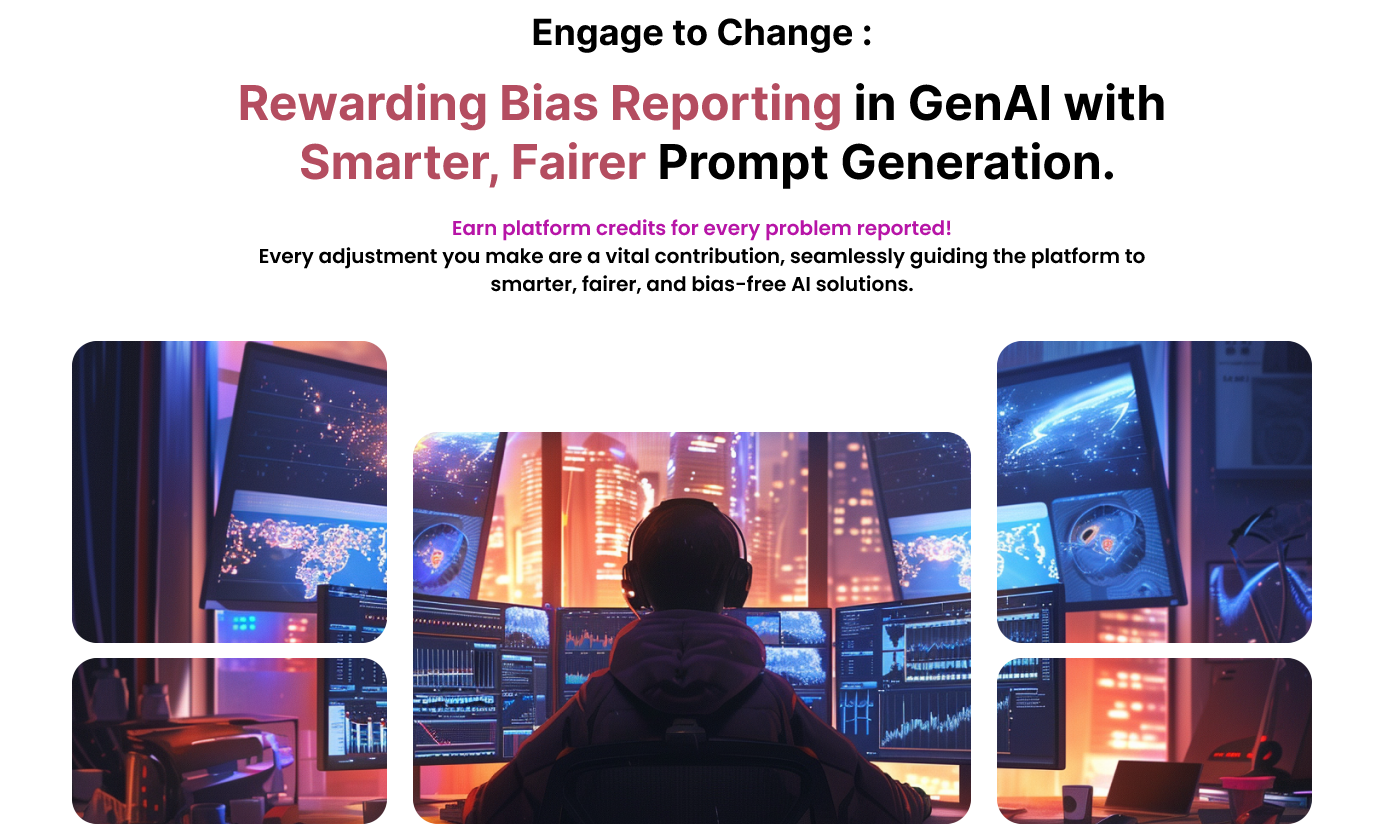 Engage to Change :
Rewarding Bias Reporting in GenAI with
Smarter, Fairer Prompt Generation.
Earn platform credits for every problem reported!
Every adjustment you make are a vital contribution, seamlessly guiding the platform to
smarter, fairer, and bias-free AI solutions.